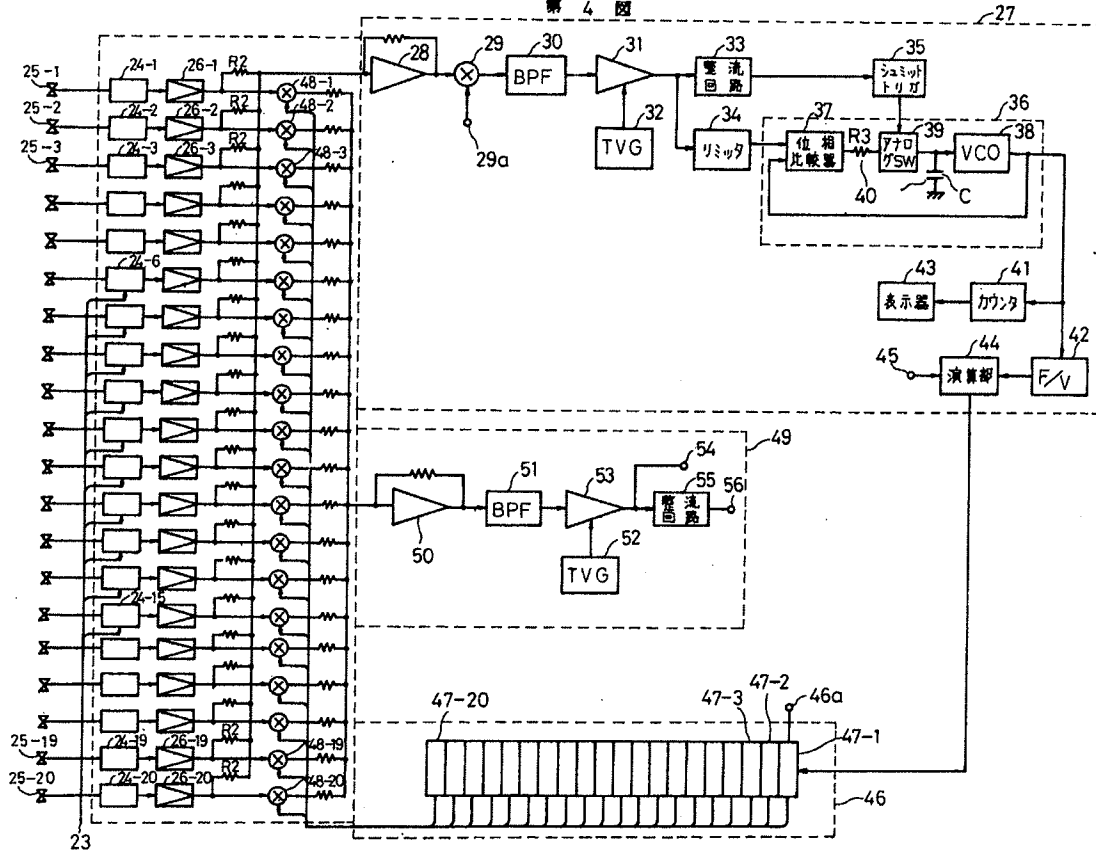 第 4 図
27
25-1
24-1
26-1
R2
48-1
28
29
29a
30
BPF
31
32
TVG
33
整流
回路
34
リミッタ
35
シュミット
トリガ
36
37
位相
比較器
R3
40
39
アナロ
グSW
38
VCO
C
25-2
24-2
26-2
R2
48-2
25-3
24-3
26-3
R2
48-3
24-6
43
表示器
41
カウンタ
42
F/V
44
演算部
45
49
50
51
BPF
52
TVG
53
54
55
整流
回路
56
24-15
47-20
47-3
47-2
46a
47-1
46
25-19
24-19
26-19
R2
48-19
25-20
24-20
26-20
R2
48-20
23